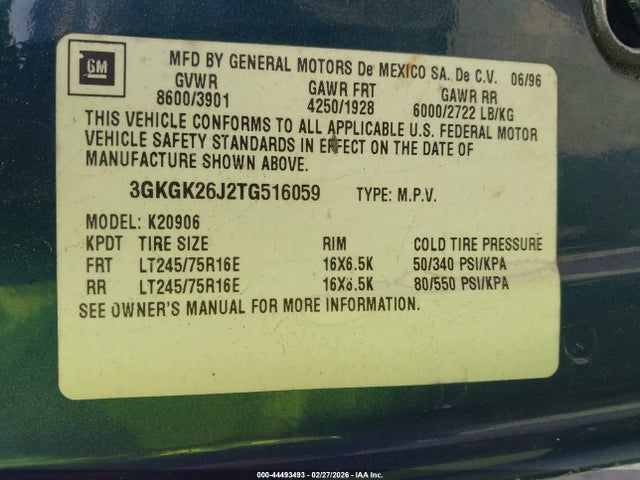 GM
MFD BY GENERAL MOTORS De MEXICO SA. De C.V. 06/96
GVWR GAWR FRT GAWR RR
8600/3901 4250/1928 6000/2722 LB/KG
THIS VEHICLE CONFORMS TO ALL APPLICABLE U.S. FEDERAL MOTOR
VEHICLE SAFETY STANDARDS IN EFFECT ON THE DATE OF
MANUFACTURE SHOWN ABOVE.
3GKGK26J2TG516059 TYPE: M.P.V.
MODEL: K20906
KPDT TIRE SIZE RIM COLD TIRE PRESSURE
FRT LT245/75R16E 16X6.5K 50/340 PSI/KPA
RR LT245/75R16E 16X6.5K 80/550 PSI/KPA
SEE OWNER'S MANUAL FOR MORE INFORMATION.
000-44493493 - 02/27/2026 - IAA Inc.